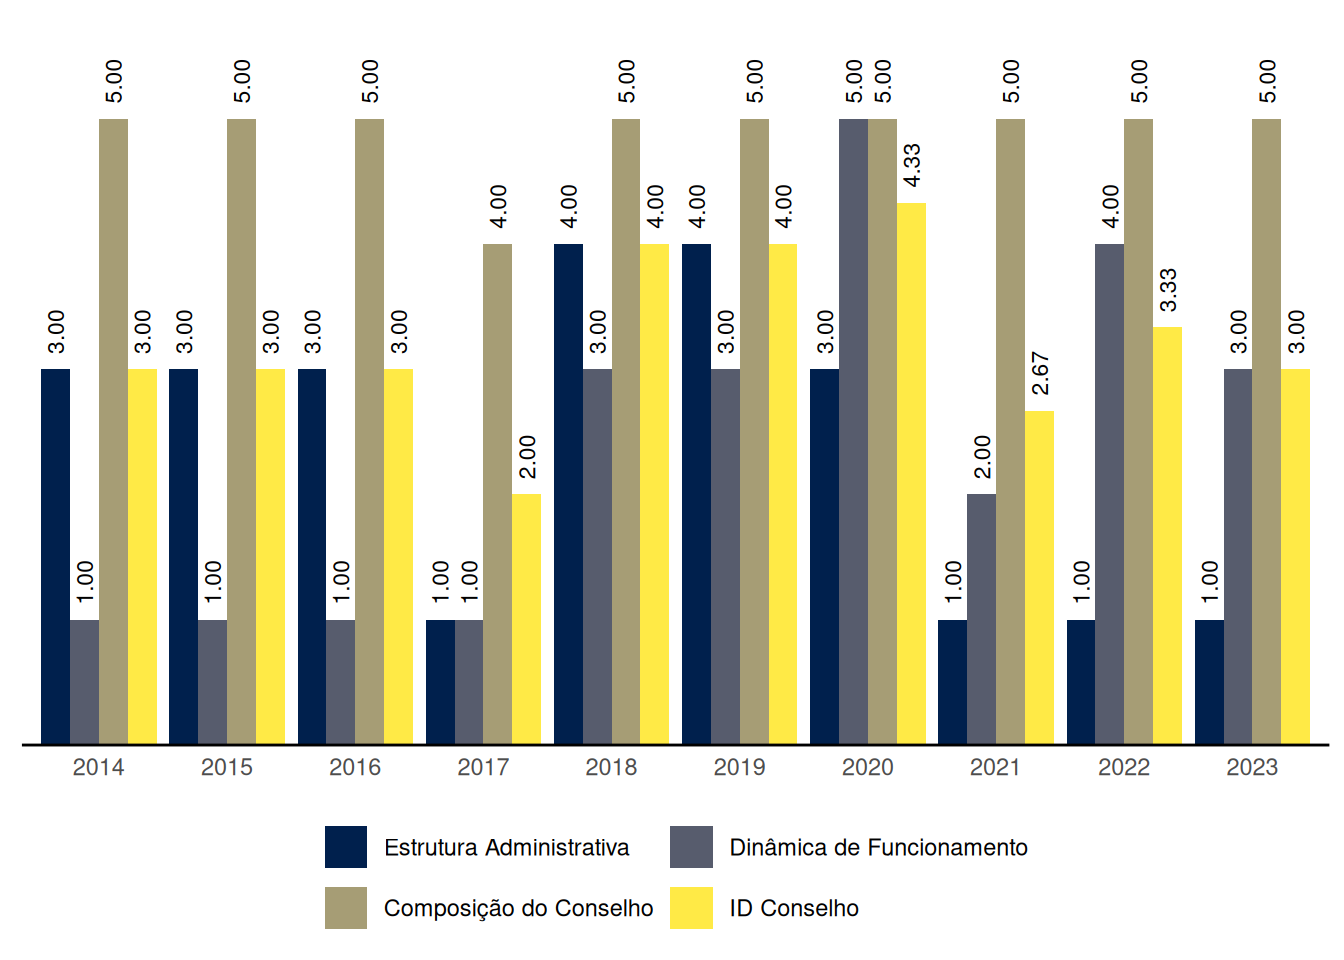 5.00 5.00 5.00 5.00 5.00 5.00 5.00 5.00 5.00 5.00
4.33
4.00 4.00 4.00 4.00 4.00 4.00
3.33
3.00 3.00 3.00 3.00 3.00 3.00 3.00 3.00 3.00 3.00 3.00
2.67
2.00 2.00
1.00 1.00 1.00 1.00 1.00 1.00 1.00 1.00
2014 2015 2016 2017 2018 2019 2020 2021 2022 2023
Estrutura Administrativa Dinâmica de Funcionamento
Composição do Conselho ID Conselho